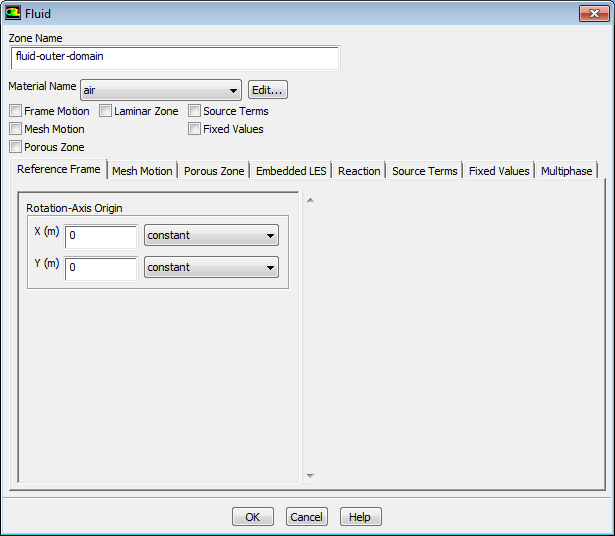 Fluid
Zone Name
fluid-outer-domain
Material Name air Edit...
Frame Motion Laminar Zone Source Terms
Mesh Motion Fixed Values
Porous Zone
Reference Frame Mesh Motion Porous Zone Embedded LES Reaction Source Terms Fixed Values Multiphase
Rotation-Axis Origin
X (m) 0 constant
Y (m) 0 constant
OK Cancel Help